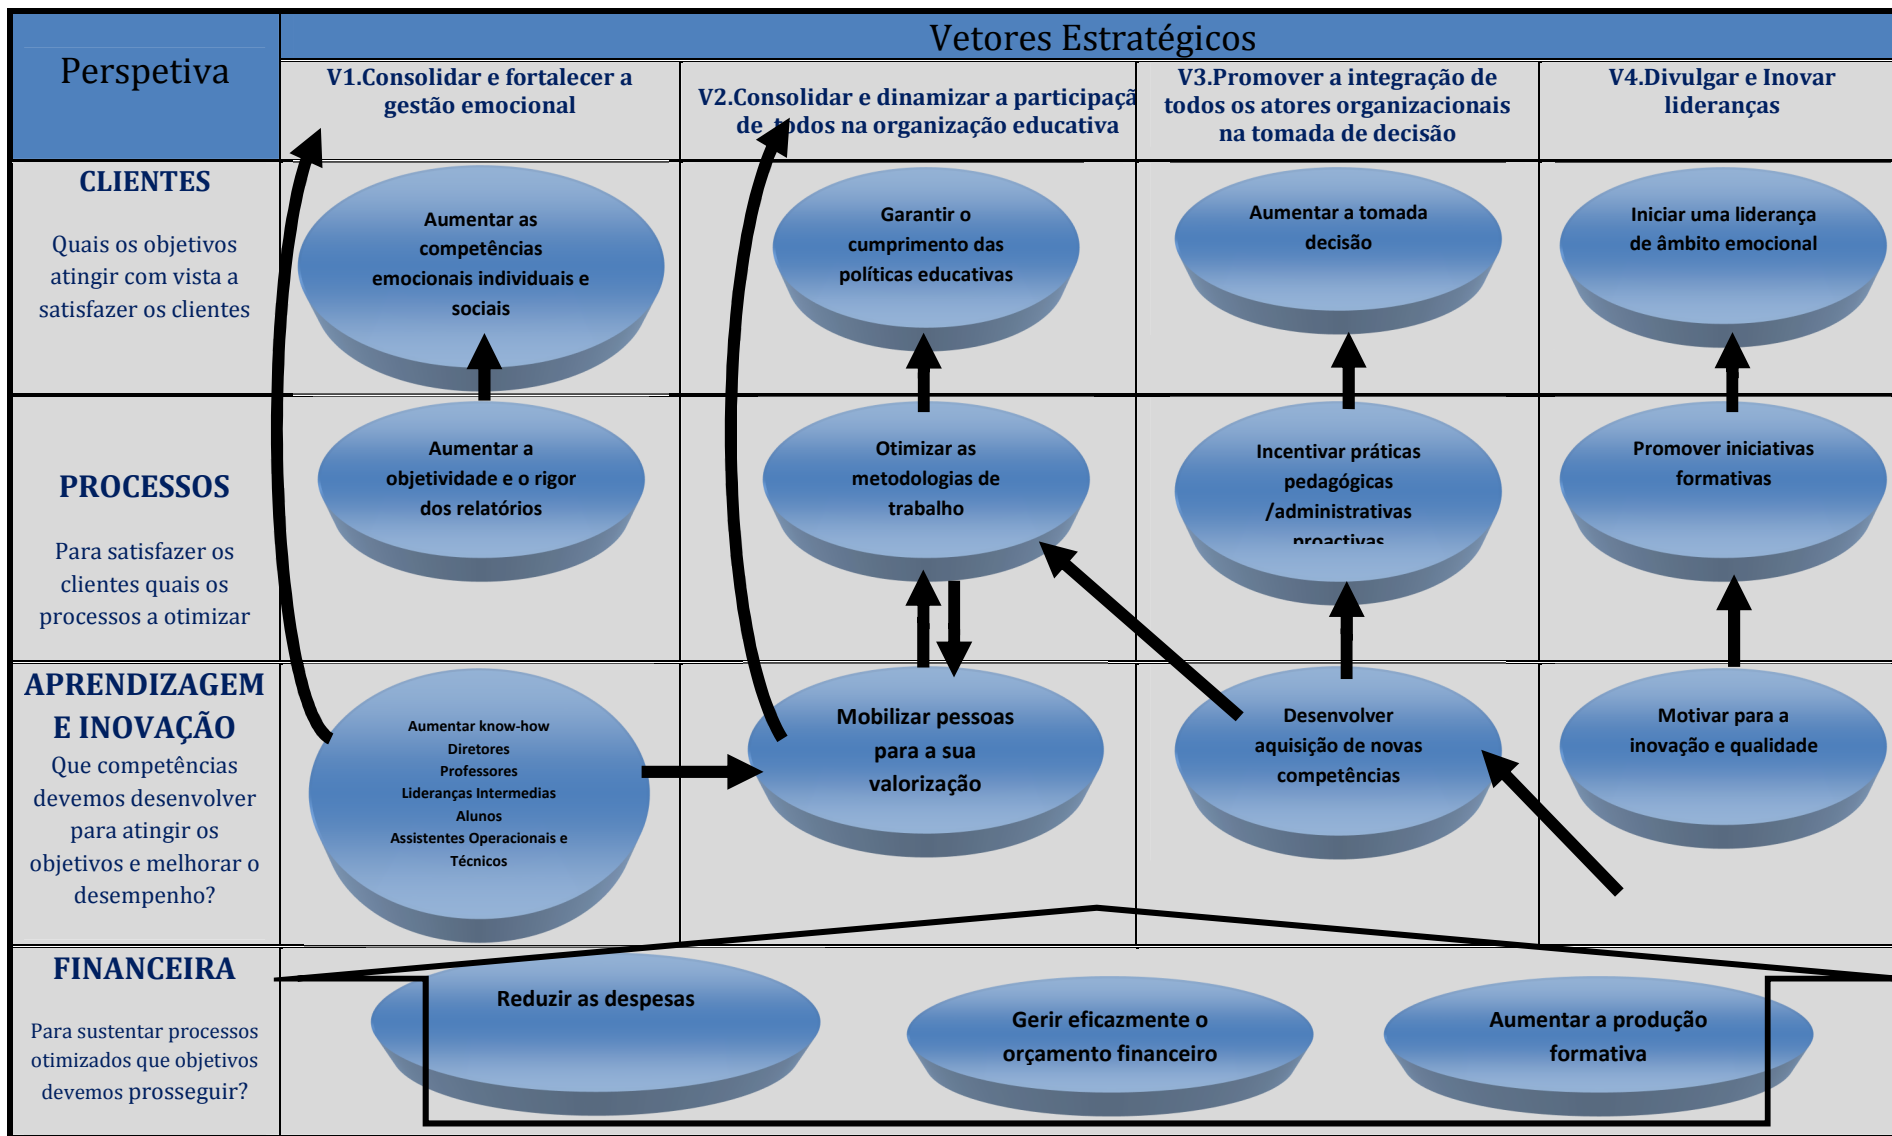 Perspetiva
Vetores Estratégicos
V1.Consolidar e fortalecer a
gestão emocional
V2.Consolidar e dinamizar a participaçã
de todos na organização educativa
V3.Promover a integração de
todos os atores organizacionais
na tomada de decisão
V4.Divulgar e Inovar
lideranças
CLIENTES
Quais os objetivos
atingir com vista a
satisfazer os clientes
Aumentar as
competências
emocionais individuais e
sociais
Garantir o
cumprimento das
políticas educativas
Aumentar a tomada
decisão
Iniciar uma liderança
de âmbito emocional
PROCESSOS
Para satisfazer os
clientes quais os
processos a otimizar
Aumentar a
objetividade e o rigor
dos relatórios
Otimizar as
metodologias de
trabalho
Incentivar práticas
pedagógicas
/administrativas
proactivas
Promover iniciativas
formativas
APRENDIZAGEM
E INOVAÇÃO
Que competências
devemos desenvolver
para atingir os
objetivos e melhorar o
desempenho?
Aumentar know-how
Diretores
Professores
Lideranças Intermedias
Alunos
Assistentes Operacionais e
Técnicos
Mobilizar pessoas
para a sua
valorização
Desenvolver
aquisição de novas
competências
Motivar para a
inovação e qualidade
FINANCEIRA
Para sustentar processos
otimizados que objetivos
devemos prosseguir?
Reduzir as despesas
Gerir eficazmente o
orçamento financeiro
Aumentar a produção
formativa